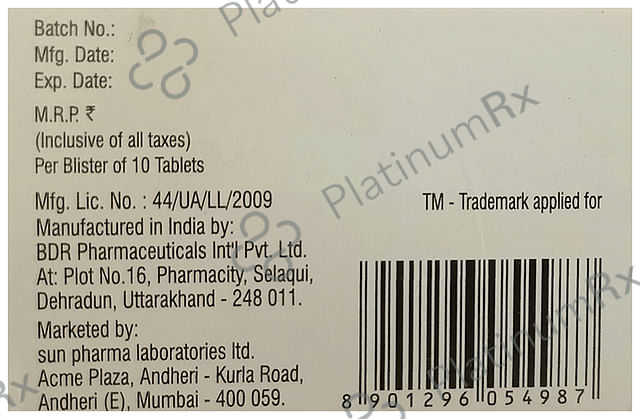 Batch No.:
Mfg. Date:
Exp. Date:
M.R.P. ₹
(Inclusive of all taxes)
Per Blister of 10 Tablets
Mfg. Lic. No. : 44/UA/LL/2009
Manufactured in India by:
BDR Pharmaceuticals Int'l Pvt. Ltd.
At: Plot No.16, Pharmacity, Selaqui,
Dehradun, Uttarakhand - 248 011.
Marketed by:
sun pharma laboratories ltd.
Acme Plaza, Andheri - Kurla Road,
Andheri (E), Mumbai - 400 059.
TM - Trademark applied for
8 901296 054987
PlatinumRx
PlatinumRx
Platinum
Rx